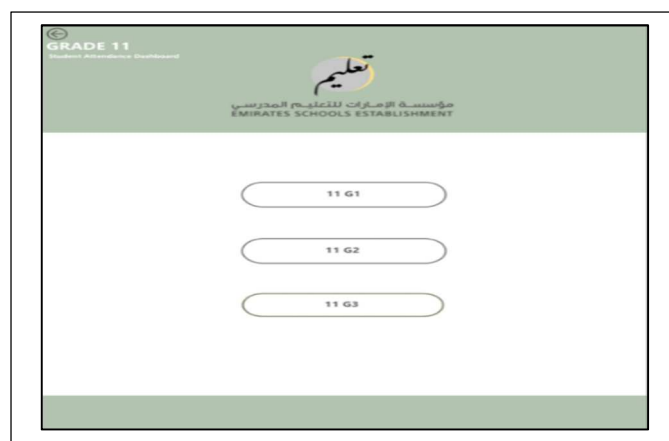 GRADE 11
Student Attendance Dashboard
تعليم
مؤسسة الإمارات للتعليم المدرسي
EMIRATES SCHOOLS ESTABLISHMENT
11 G1
11 G2
11 G3